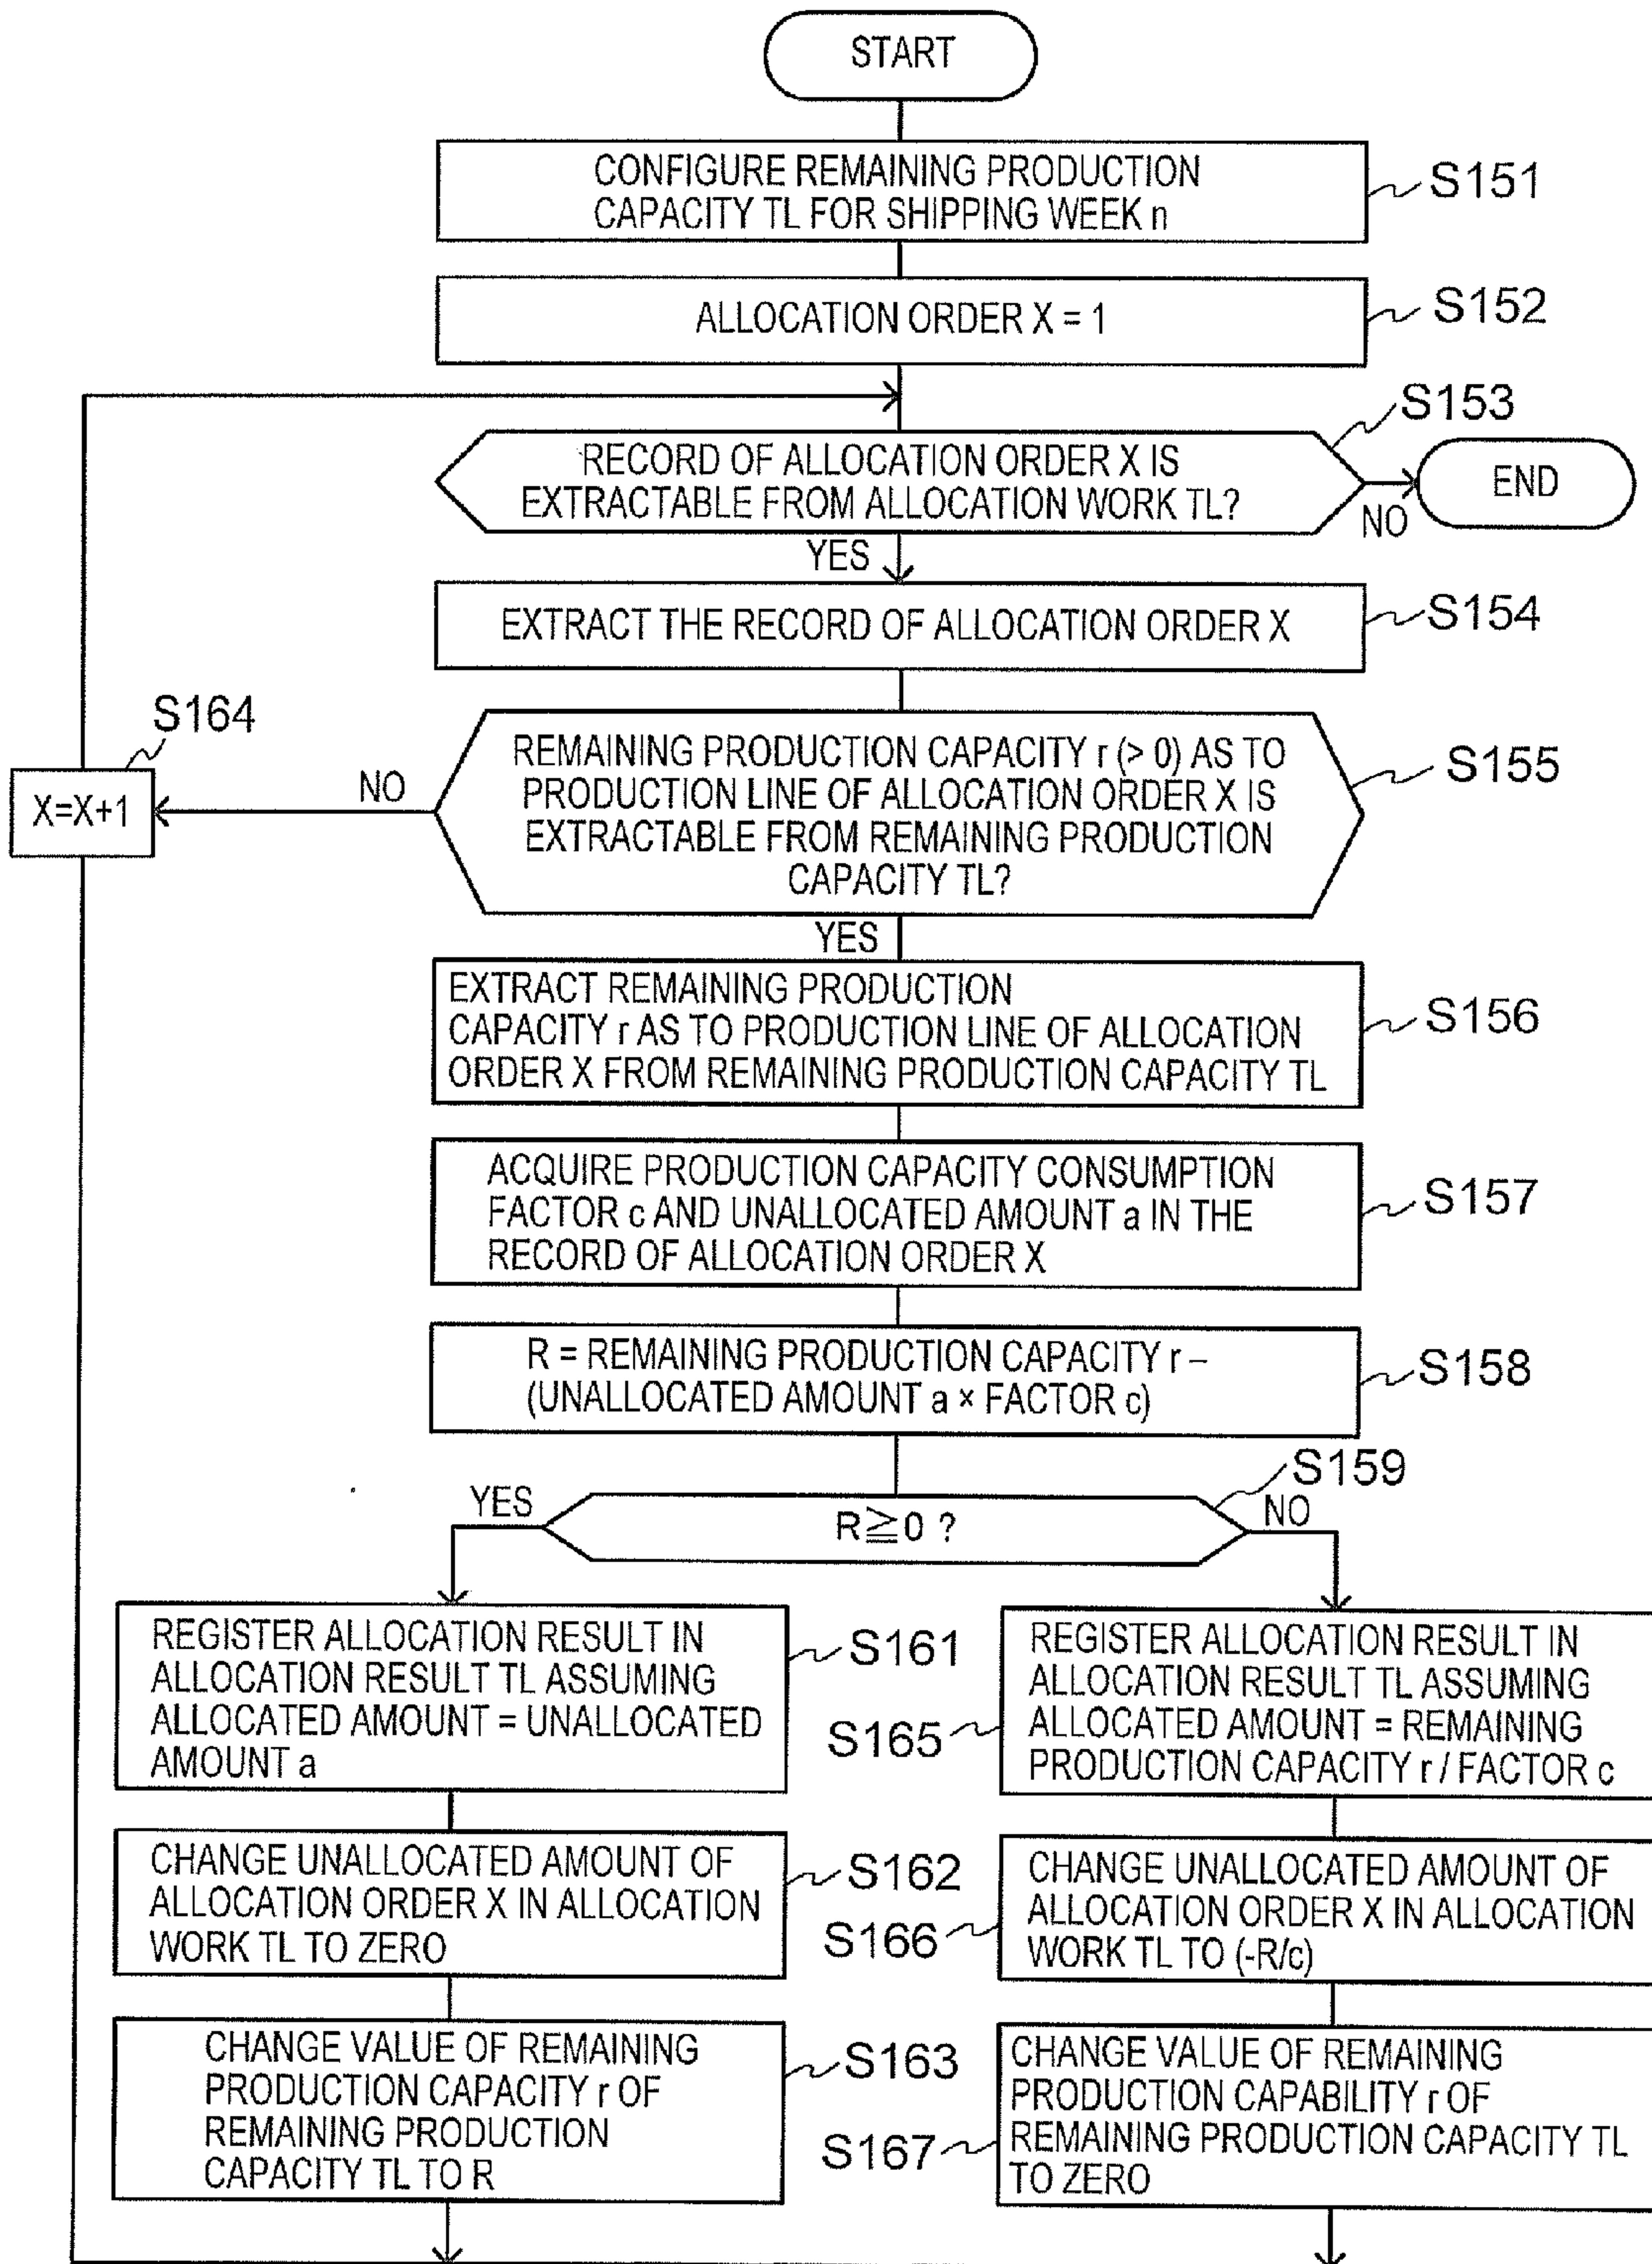 START
CONFIGURE REMAINING PRODUCTION
CAPACITY TL FOR SHIPPING WEEK n
S151
ALLOCATION ORDER X = 1
S152
S153
RECORD OF ALLOCATION ORDER X IS
EXTRACTABLE FROM ALLOCATION WORK TL?
NO
END
YES
EXTRACT THE RECORD OF ALLOCATION ORDER X
S154
S164
X=X+1
NO
REMAINING PRODUCTION CAPACITY r (> 0) AS TO
PRODUCTION LINE OF ALLOCATION ORDER X IS
EXTRACTABLE FROM REMAINING PRODUCTION
CAPACITY TL?
S155
YES
EXTRACT REMAINING PRODUCTION
CAPACITY r AS TO PRODUCTION LINE OF ALLOCATION
ORDER X FROM REMAINING PRODUCTION CAPACITY TL
S156
ACQUIRE PRODUCTION CAPACITY CONSUMPTION
FACTOR c AND UNALLOCATED AMOUNT a IN THE
RECORD OF ALLOCATION ORDER X
S157
R = REMAINING PRODUCTION CAPACITY r –
(UNALLOCATED AMOUNT a × FACTOR c)
S158
S159
YES
R≧0 ?
NO
REGISTER ALLOCATION RESULT IN
ALLOCATION RESULT TL ASSUMING
ALLOCATED AMOUNT = UNALLOCATED
AMOUNT a
S161
REGISTER ALLOCATION RESULT IN
ALLOCATION RESULT TL ASSUMING
ALLOCATED AMOUNT = REMAINING
PRODUCTION CAPACITY r / FACTOR c
S165
CHANGE UNALLOCATED AMOUNT OF
ALLOCATION ORDER X IN ALLOCATION
WORK TL TO ZERO
S162
CHANGE UNALLOCATED AMOUNT OF
ALLOCATION ORDER X IN ALLOCATION
WORK TL TO (-R/c)
S166
CHANGE VALUE OF REMAINING
PRODUCTION CAPACITY r OF
REMAINING PRODUCTION
CAPACITY TL TO R
S163
CHANGE VALUE OF REMAINING
PRODUCTION CAPABILITY r OF
REMAINING PRODUCTION CAPACITY TL
TO ZERO
S167